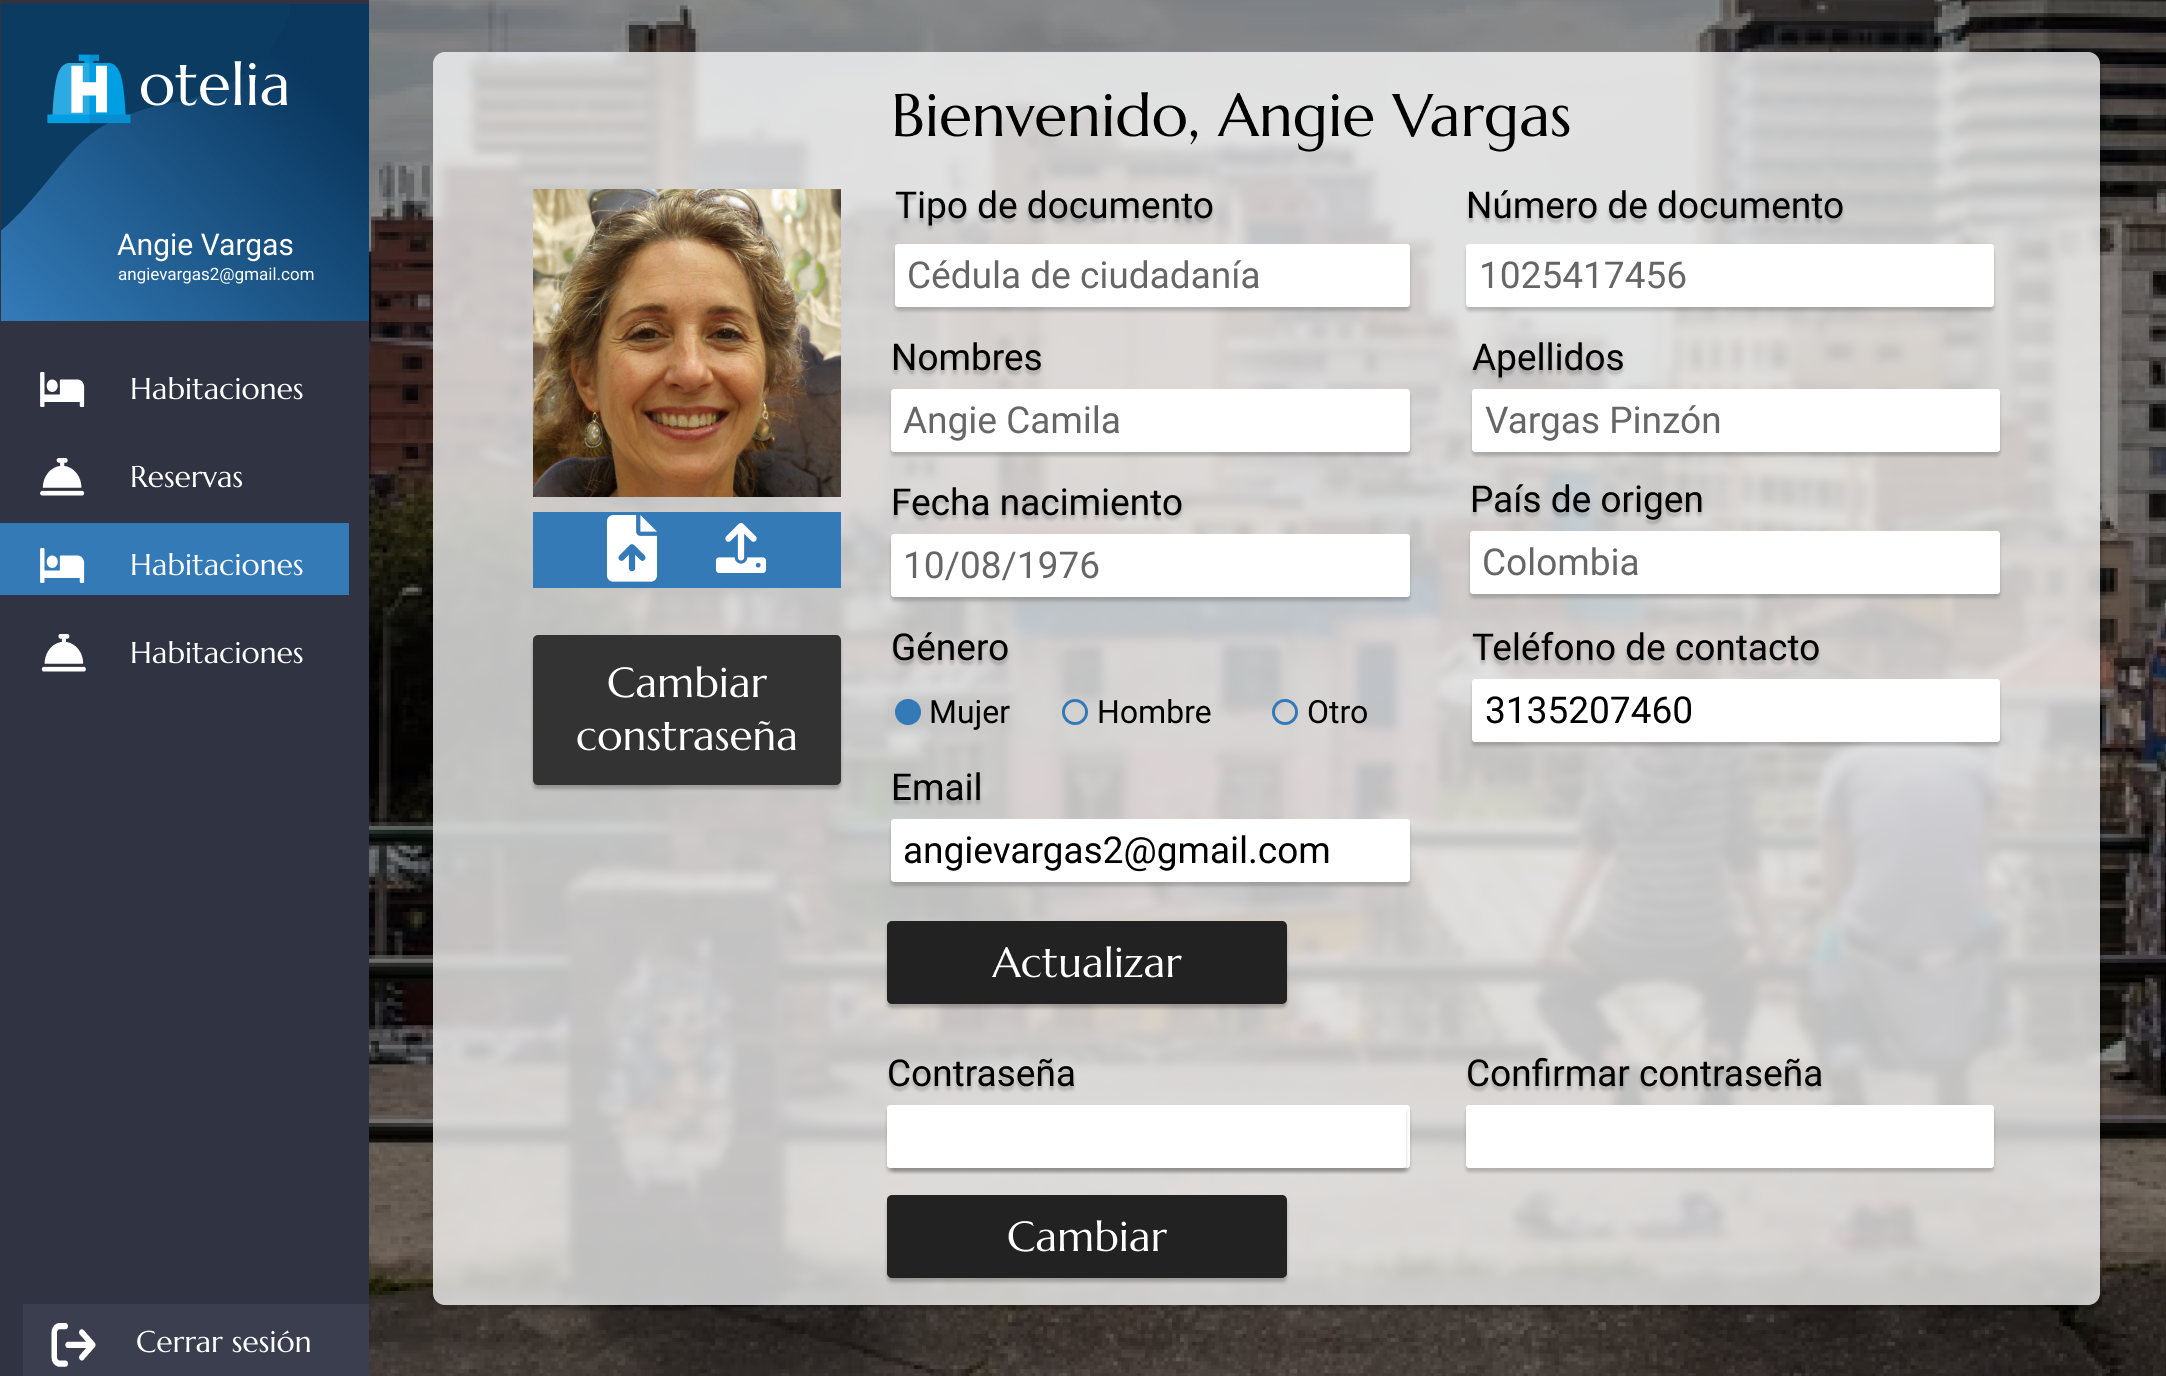 Hotelia
Angie Vargas
angievargas2@gmail.com
Habitaciones
Reservas
Habitaciones
Habitaciones
Cerrar sesión
Bienvenido, Angie Vargas
Tipo de documento
Número de documento
Cédula de ciudadanía
1025417456
Nombres
Apellidos
Angie Camila
Vargas Pinzón
Fecha nacimiento
País de origen
10/08/1976
Colombia
Género
Teléfono de contacto
Mujer Hombre Otro
3135207460
Email
angievargas2@gmail.com
Actualizar
Cambiar
constraseña
Contraseña
Confirmar contraseña
Cambiar